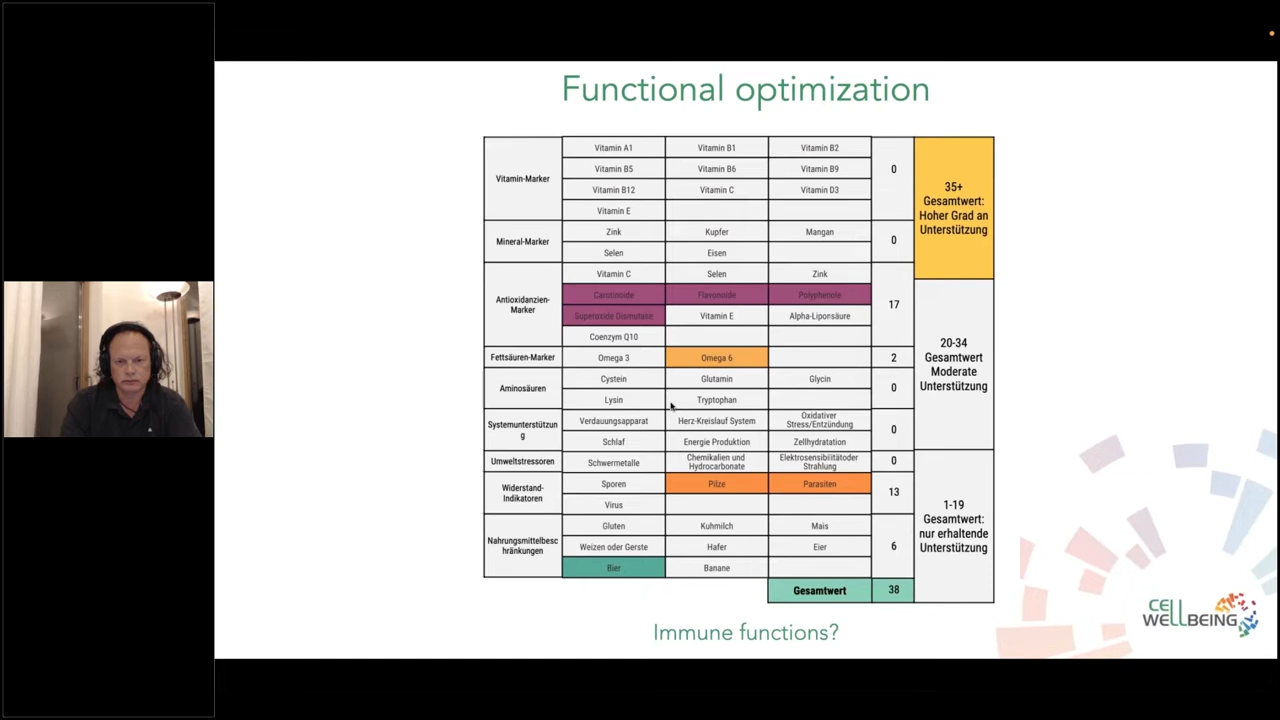 Functional optimization
Vitamin-Marker
Vitamin A1
Vitamin B1
Vitamin B2
Vitamin B5
Vitamin B6
Vitamin B9
Vitamin B12
Vitamin C
Vitamin D3
Vitamin E
0
Mineral-Marker
Zink
Kupfer
Mangan
Selen
Eisen
0
Antioxidanzien-
Marker
Vitamin C
Selen
Zink
Carotinoide
Flavonoide
Polyphenole
Superoxide Dismutase
Vitamin E
Alpha-Liponsäure
Coenzym Q10
17
Fettsäuren-Marker
Omega 3
Omega 6
2
Aminosäuren
Cystein
Glutamin
Glycin
Lysin
Tryptophan
0
Systemunterstützun
g
Verdauungsapparat
Herz-Kreislauf System
Oxidativer
Stress/Entzündung
Schlaf
Energie Produktion
Zellhydratation
0
Umweltstressoren
Schwermetalle
Chemikalien und
Hydrocarbonate
Elektrosensibilitätoder
Strahlung
0
Widerstand-
Indikatoren
Sporen
Pilze
Parasiten
Virus
13
Nahrungsmittelbesc
hränkungen
Gluten
Kuhmilch
Mais
Weizen oder Gerste
Hafer
Eier
Bier
Banane
6
Gesamtwert
38
35+
Gesamtwert:
Hoher Grad an
Unterstützung
20-34
Gesamtwert
Moderate
Unterstützung
1-19
Gesamtwert:
nur erhaltende
Unterstützung
Immune functions?
CELL
WELLBEING